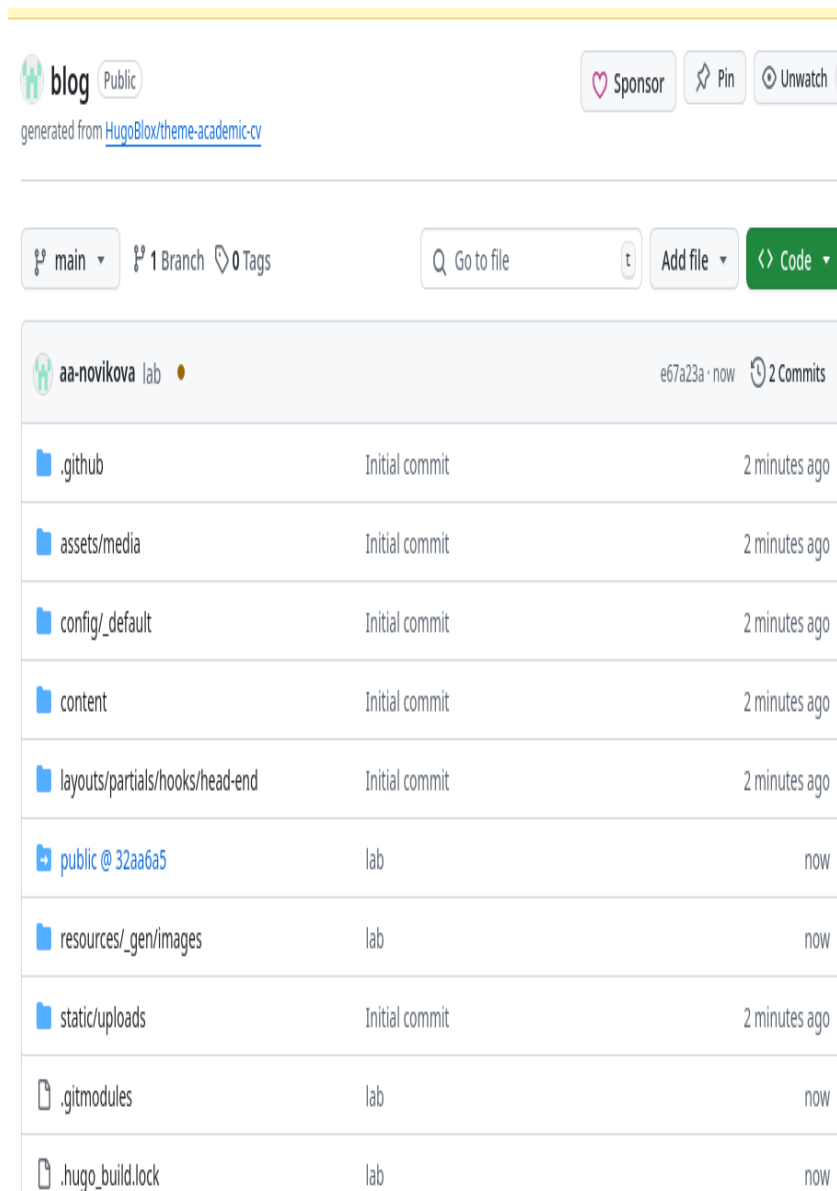 blog Public Sponsor Pin Unwatch
generated from HugoBlox/theme-academic-cv
main 1 Branch 0 Tags Go to file t Add file Code
aa-novikova lab e67a23a · now 2 Commits
.github Initial commit 2 minutes ago
assets/media Initial commit 2 minutes ago
config/_default Initial commit 2 minutes ago
content Initial commit 2 minutes ago
layouts/partials/hooks/head-end Initial commit 2 minutes ago
public @ 32aa6a5 lab now
resources/_gen/images lab now
static/uploads Initial commit 2 minutes ago
.gitmodules lab now
.hugo_build.lock lab now